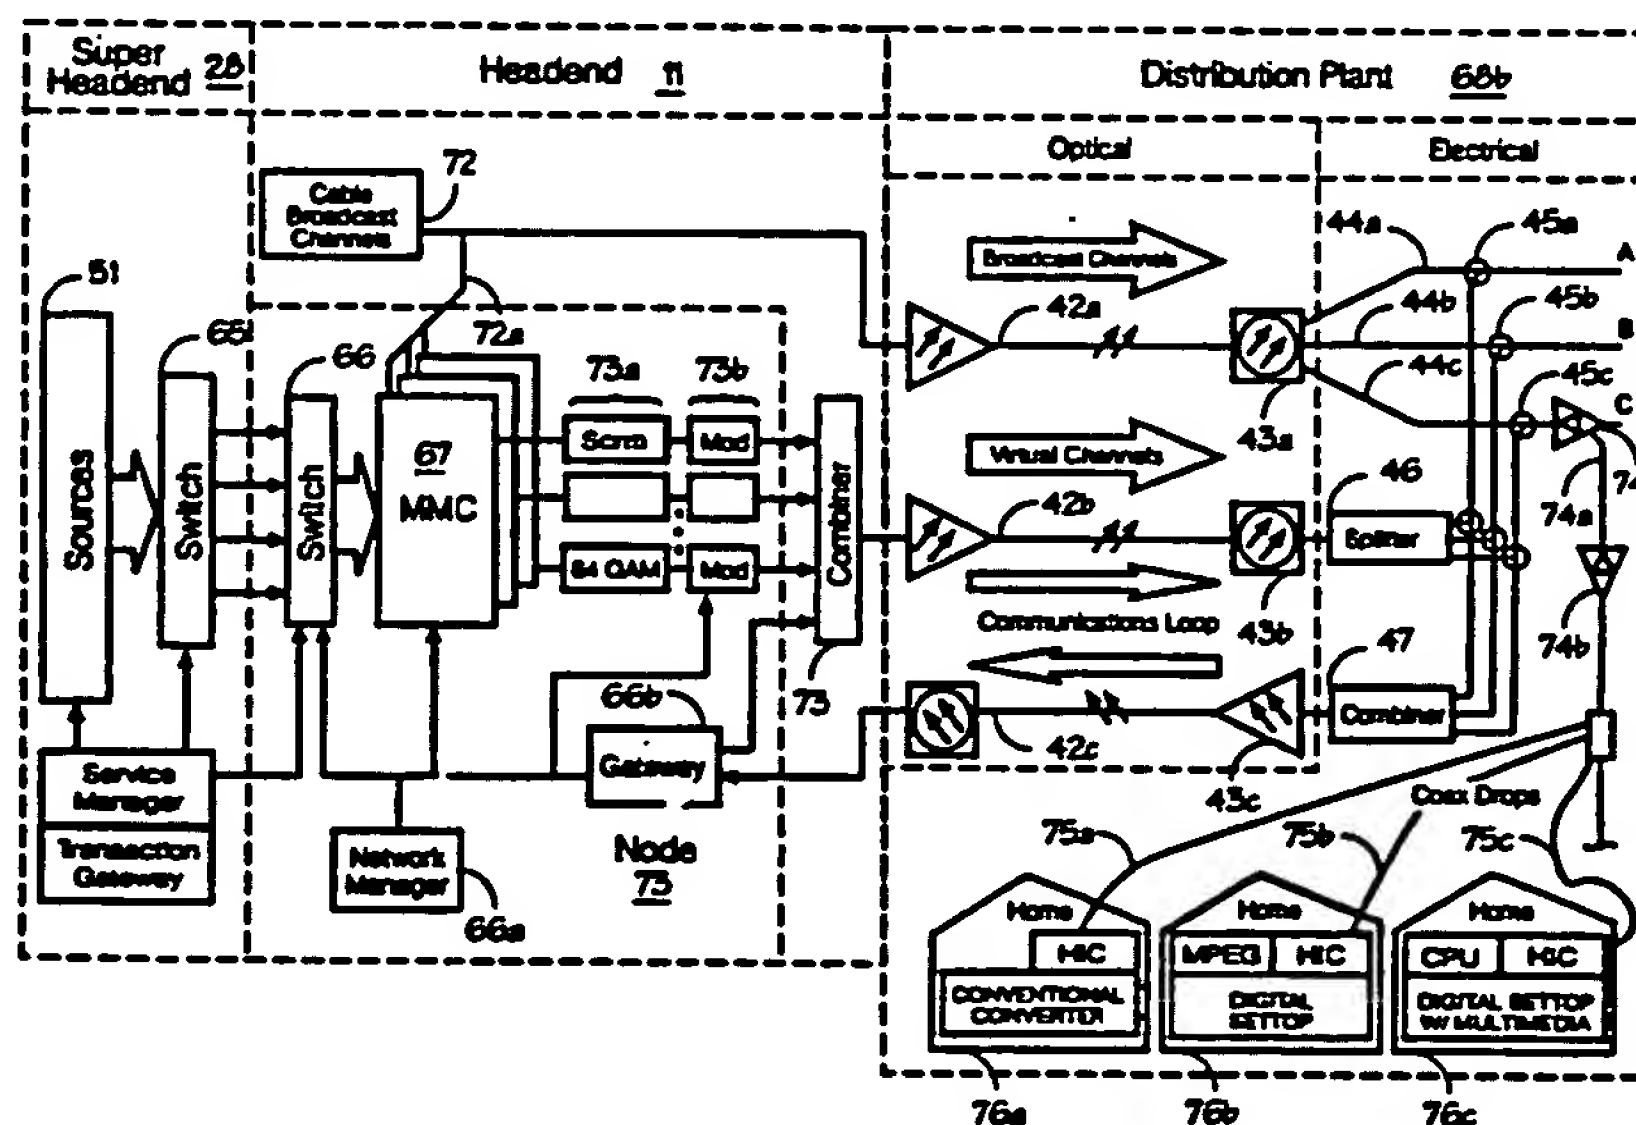 Super
Headend 28
Headend 11
Distribution Plant 68b
Optical
Electrical
72
Cable
Broadcast
Channels
44a
45a
A
Broadcast Channels
51
42a
44b
45b
B
65
72a
66
73a
73b
44c
45c
C
Scrm
Mod
43a
67
MMC
Virtual Channels
46
74
Sources
Switch
Switch
Combiner
42b
74a
Splitter
64 QAM
Mod
Communications Loop
43b
47
74b
66b
73
Combiner
42c
Gateway
Service
Manager
43c
Coax Drops
Transaction
Gateway
Network
Manager
Node
73
75a
75b
75c
66a
Home
Home
Home
HIC
MPEG
HIC
CPU
HIC
CONVENTIONAL
CONVERTER
DIGITAL
SETTOP
DIGITAL SETTOP
W/ MULTIMEDIA
76a
76b
76c